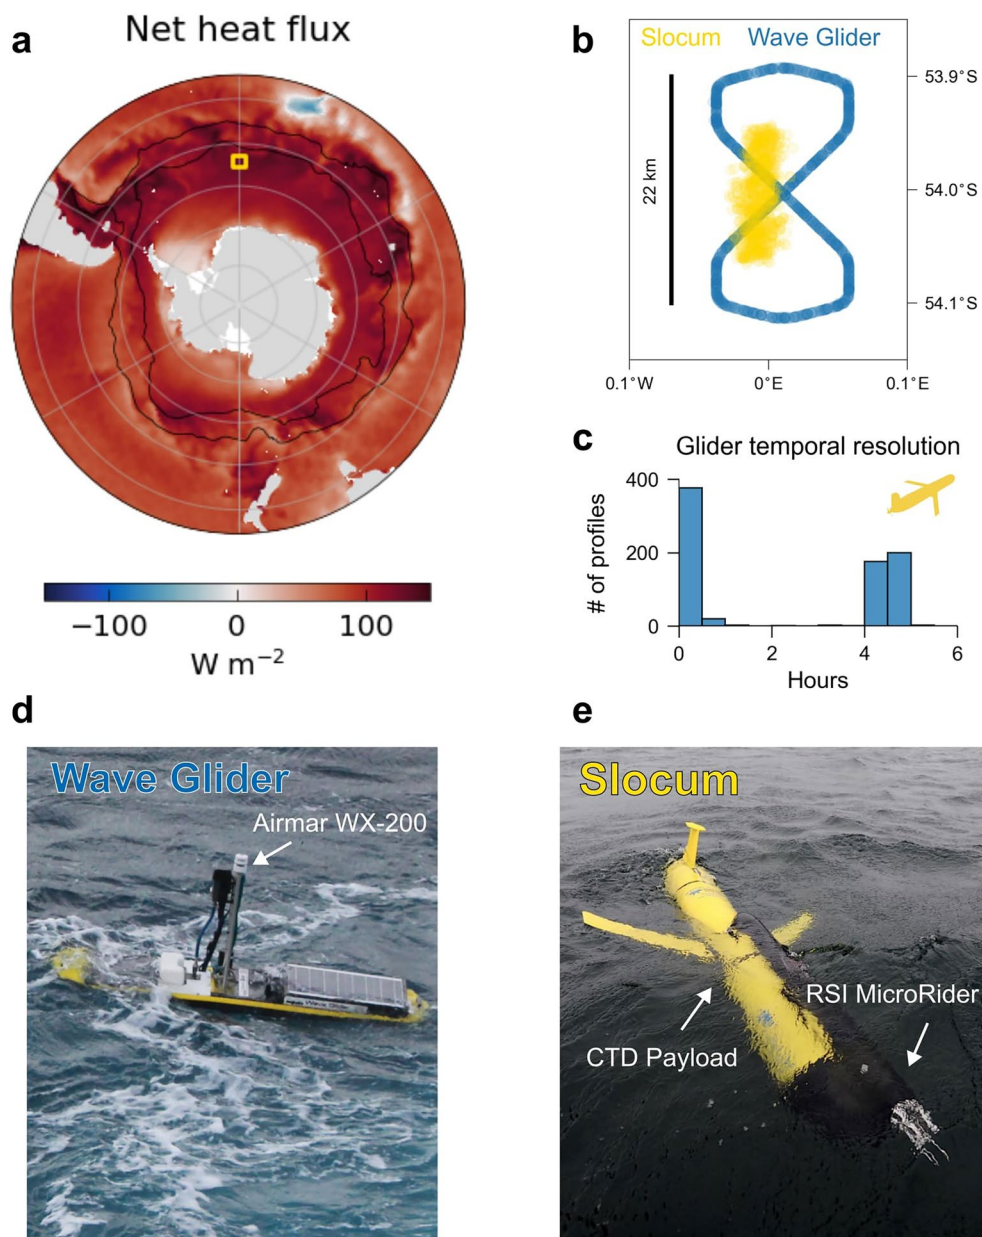 a
Net heat flux
−100
0
100
W m−2
b
Slocum
Wave Glider
22 km
53.9°S
54.0°S
54.1°S
0.1°W
0°E
0.1°E
c
Glider temporal resolution
# of profiles
400
200
0
0
2
4
6
Hours
d
Wave Glider
Airmar WX-200
e
Slocum
RSI MicroRider
CTD Payload